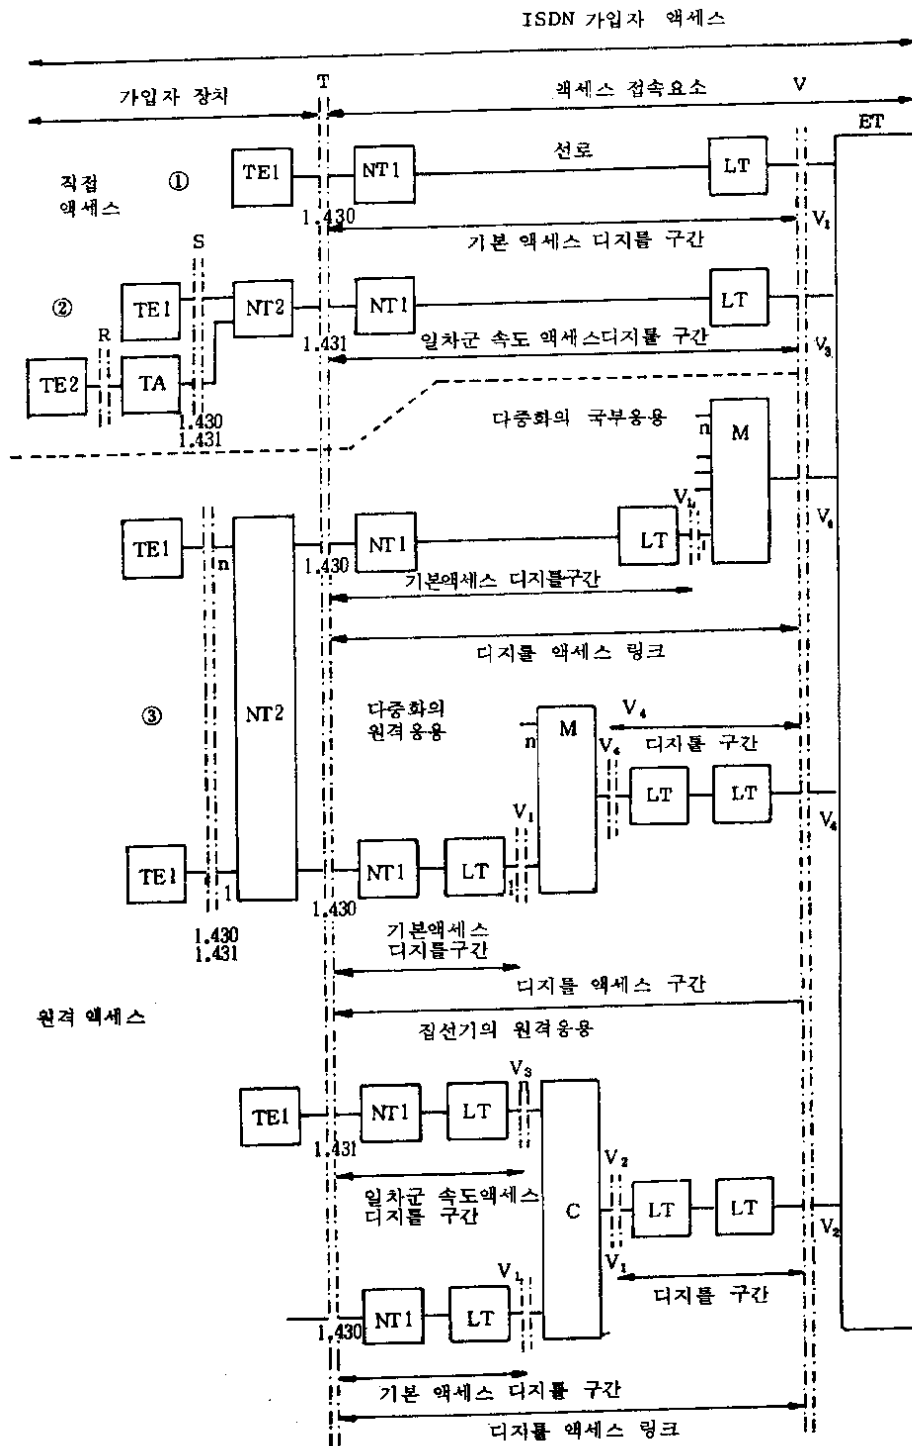 ISDN 가입자 액세스
T
가입자 장치
액세스 접속요소
V
ET
직접
액세스
①
TE1
NT1
선로
LT
1.430
V₁
기본 액세스 디지틀 구간
S
②
TE1
NT2
NT1
LT
R
1.431
일차군 속도 액세스디지틀 구간
V₃
TE2
TA
1.430
1.431
다중화의 국부응용
n
M
V₁
V₄
TE1
n
NT1
LT
1
1.430
기본액세스 디지틀구간
디지틀 액세스 링크
③
NT2
다중화의
원격응용
n
M
V₄
V₄
디지틀 구간
LT
LT
V₄
V₁
TE1
1
NT1
LT
1
1.430
1.430
1.431
기본액세스
디지틀구간
디지틀 액세스 구간
원격 액세스
집선기의 원격응용
V₃
TE1
NT1
LT
1.431
일차군 속도액세스
디지틀 구간
C
V₂
LT
LT
V₂
V₁
V₁
디지틀 구간
NT1
LT
1.430
기본 액세스 디지틀 구간
디지틀 액세스 링크